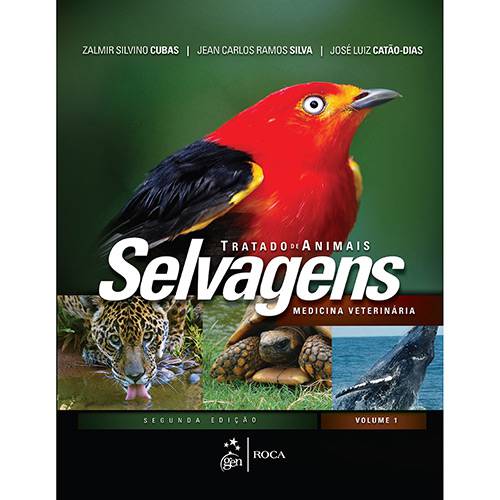 ZALMIR SILVINO CUBAS | JEAN CARLOS RAMOS SILVA | JOSÉ LUIZ CATÃO-DIAS
TRATADO DE ANIMAIS
Selvagens
MEDICINA VETERINÁRIA
SEGUNDA EDIÇÃO
VOLUME 1
gen | ROCA